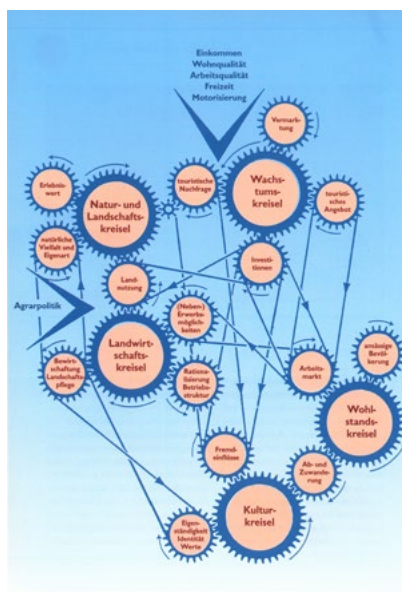 Einkommen
Wohnqualität
Arbeitsqualität
Freizeit
Motorisierung
Vermark-
tung
Erlebnis-
wert
Natur- und
Landschafts-
kreisel
touristische
Nachfrage
Wachs-
tums-
kreisel
touristi-
sches
Angebot
natürliche
Vielfalt und
Eigenart
Land-
nutzung
Investi-
tionen
Agrarpolitik
(Neben-)
Erwerbs-
möglich-
keiten
Landwirt-
schafts-
kreisel
ansässige
Bevöl-
kerung
Bewirt-
schaftung
Landschafts-
pflege
Rationa-
lisierung
Betriebs-
struktur
Arbeits-
markt
Wohl-
stands-
kreisel
Fremd-
einflüsse
Ab- und
Zuwande-
rung
Kultur-
kreisel
Eigen-
ständigkeit
Identität
Werte